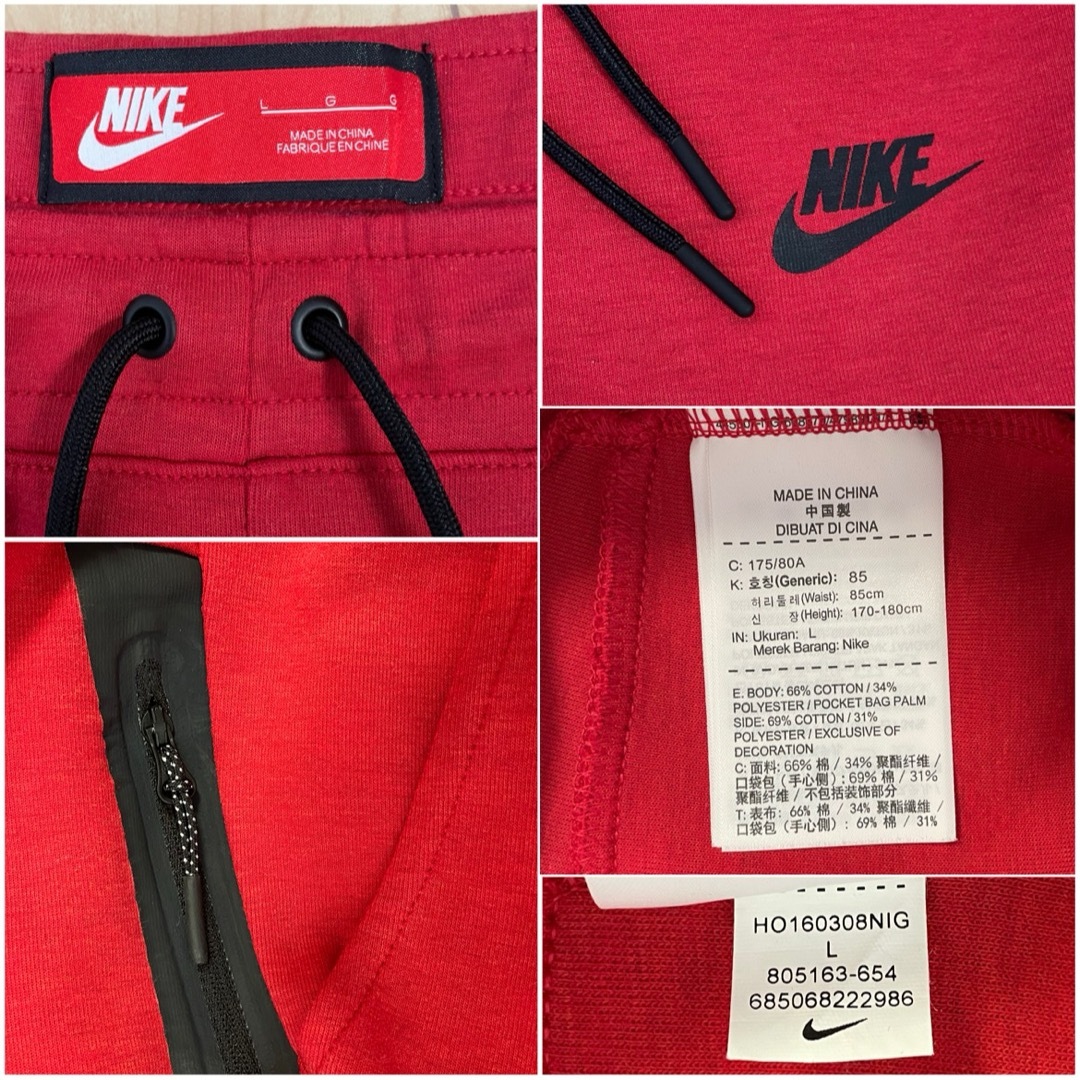 NIKE
L G G
MADE IN CHINA
FABRIQUE EN CHINE
NIKE
MADE IN CHINA
中国製
DIBUAT DI CINA
C: 175/80A
K: 호칭(Generic): 85
허리둘레(Waist): 85cm
신 장(Height): 170-180cm
IN: Ukuran: L
Merek Barang: Nike
E. BODY: 66% COTTON / 34%
POLYESTER / POCKET BAG PALM
SIDE: 69% COTTON / 31%
POLYESTER / EXCLUSIVE OF
DECORATION
C: 面料: 66% 棉 / 34% 聚酯纤维 /
口袋包（手心侧）: 69% 棉 / 31%
聚酯纤维 / 不包括装饰部分
T: 表布: 66% 棉 / 34% 聚酯纖維 /
口袋包（手心側）: 69% 棉 / 31%
HO160308NIG
L
805163-654
685068222986